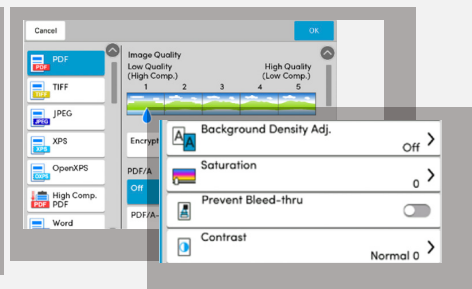 Cancel
OK
PDF
PDF
TIFF
TIFF
JPEG
JPEG
XPS
XPS
OpenXPS
OXPS
High Comp.
PDF
PDF
Word
Image Quality
Low Quality
(High Comp.)
High Quality
(Low Comp.)
1 2 3 4 5
Encrypt
PDF/A
Off
PDF/A-
Background Density Adj.
Off
Saturation
0
Prevent Bleed-thru
Contrast
Normal 0